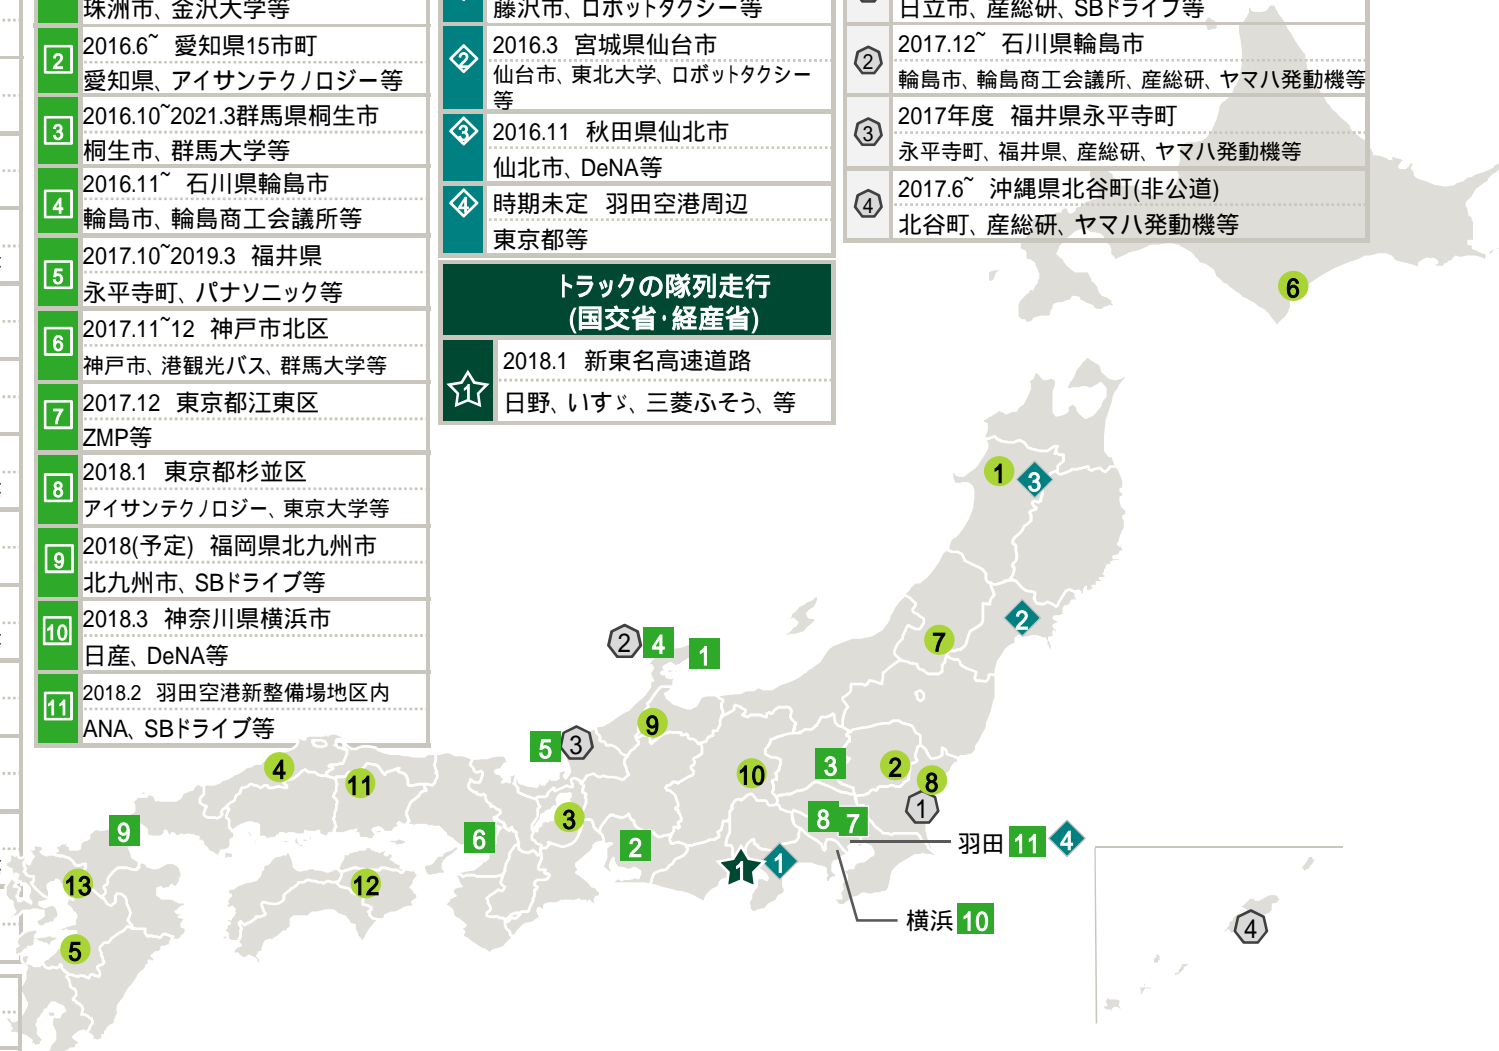 珠洲市、金沢大学等
2
2016.6~ 愛知県15市町
愛知県、アイサンテクノロジー等
3
2016.10~2021.3群馬県桐生市
桐生市、群馬大学等
4
2016.11~ 石川県輪島市
輪島市、輪島商工会議所等
5
2017.10~2019.3 福井県
永平寺町、パナソニック等
6
2017.11~12 神戸市北区
神戸市、港観光バス、群馬大学等
7
2017.12 東京都江東区
ZMP等
8
2018.1 東京都杉並区
アイサンテクノロジー、東京大学等
9
2018(予定) 福岡県北九州市
北九州市、SBドライブ等
10
2018.3 神奈川県横浜市
日産、DeNA等
11
2018.2 羽田空港新整備場地区内
ANA、SBドライブ等
藤沢市、ロボットタクシー等
2
2016.3 宮城県仙台市
仙台市、東北大学、ロボットタクシー
等
3
2016.11 秋田県仙北市
仙北市、DeNA等
4
時期未定 羽田空港周辺
東京都等
トラックの隊列走行
(国交省・経産省)
1
2018.1 新東名高速道路
日野、いすゞ、三菱ふそう、等
日立市、産総研、SBドライブ等
2
2017.12~ 石川県輪島市
輪島市、輪島商工会議所、産総研、ヤマハ発動機等
3
2017年度 福井県永平寺町
永平寺町、福井県、産総研、ヤマハ発動機等
4
2017.6~ 沖縄県北谷町(非公道)
北谷町、産総研、ヤマハ発動機等
6
1
3
2
7
2
4
1
9
5
3
4
11
10
3
2
8
1
9
6
3
2
8
7
1
1
羽田
11
4
13
12
5
横浜
10
4